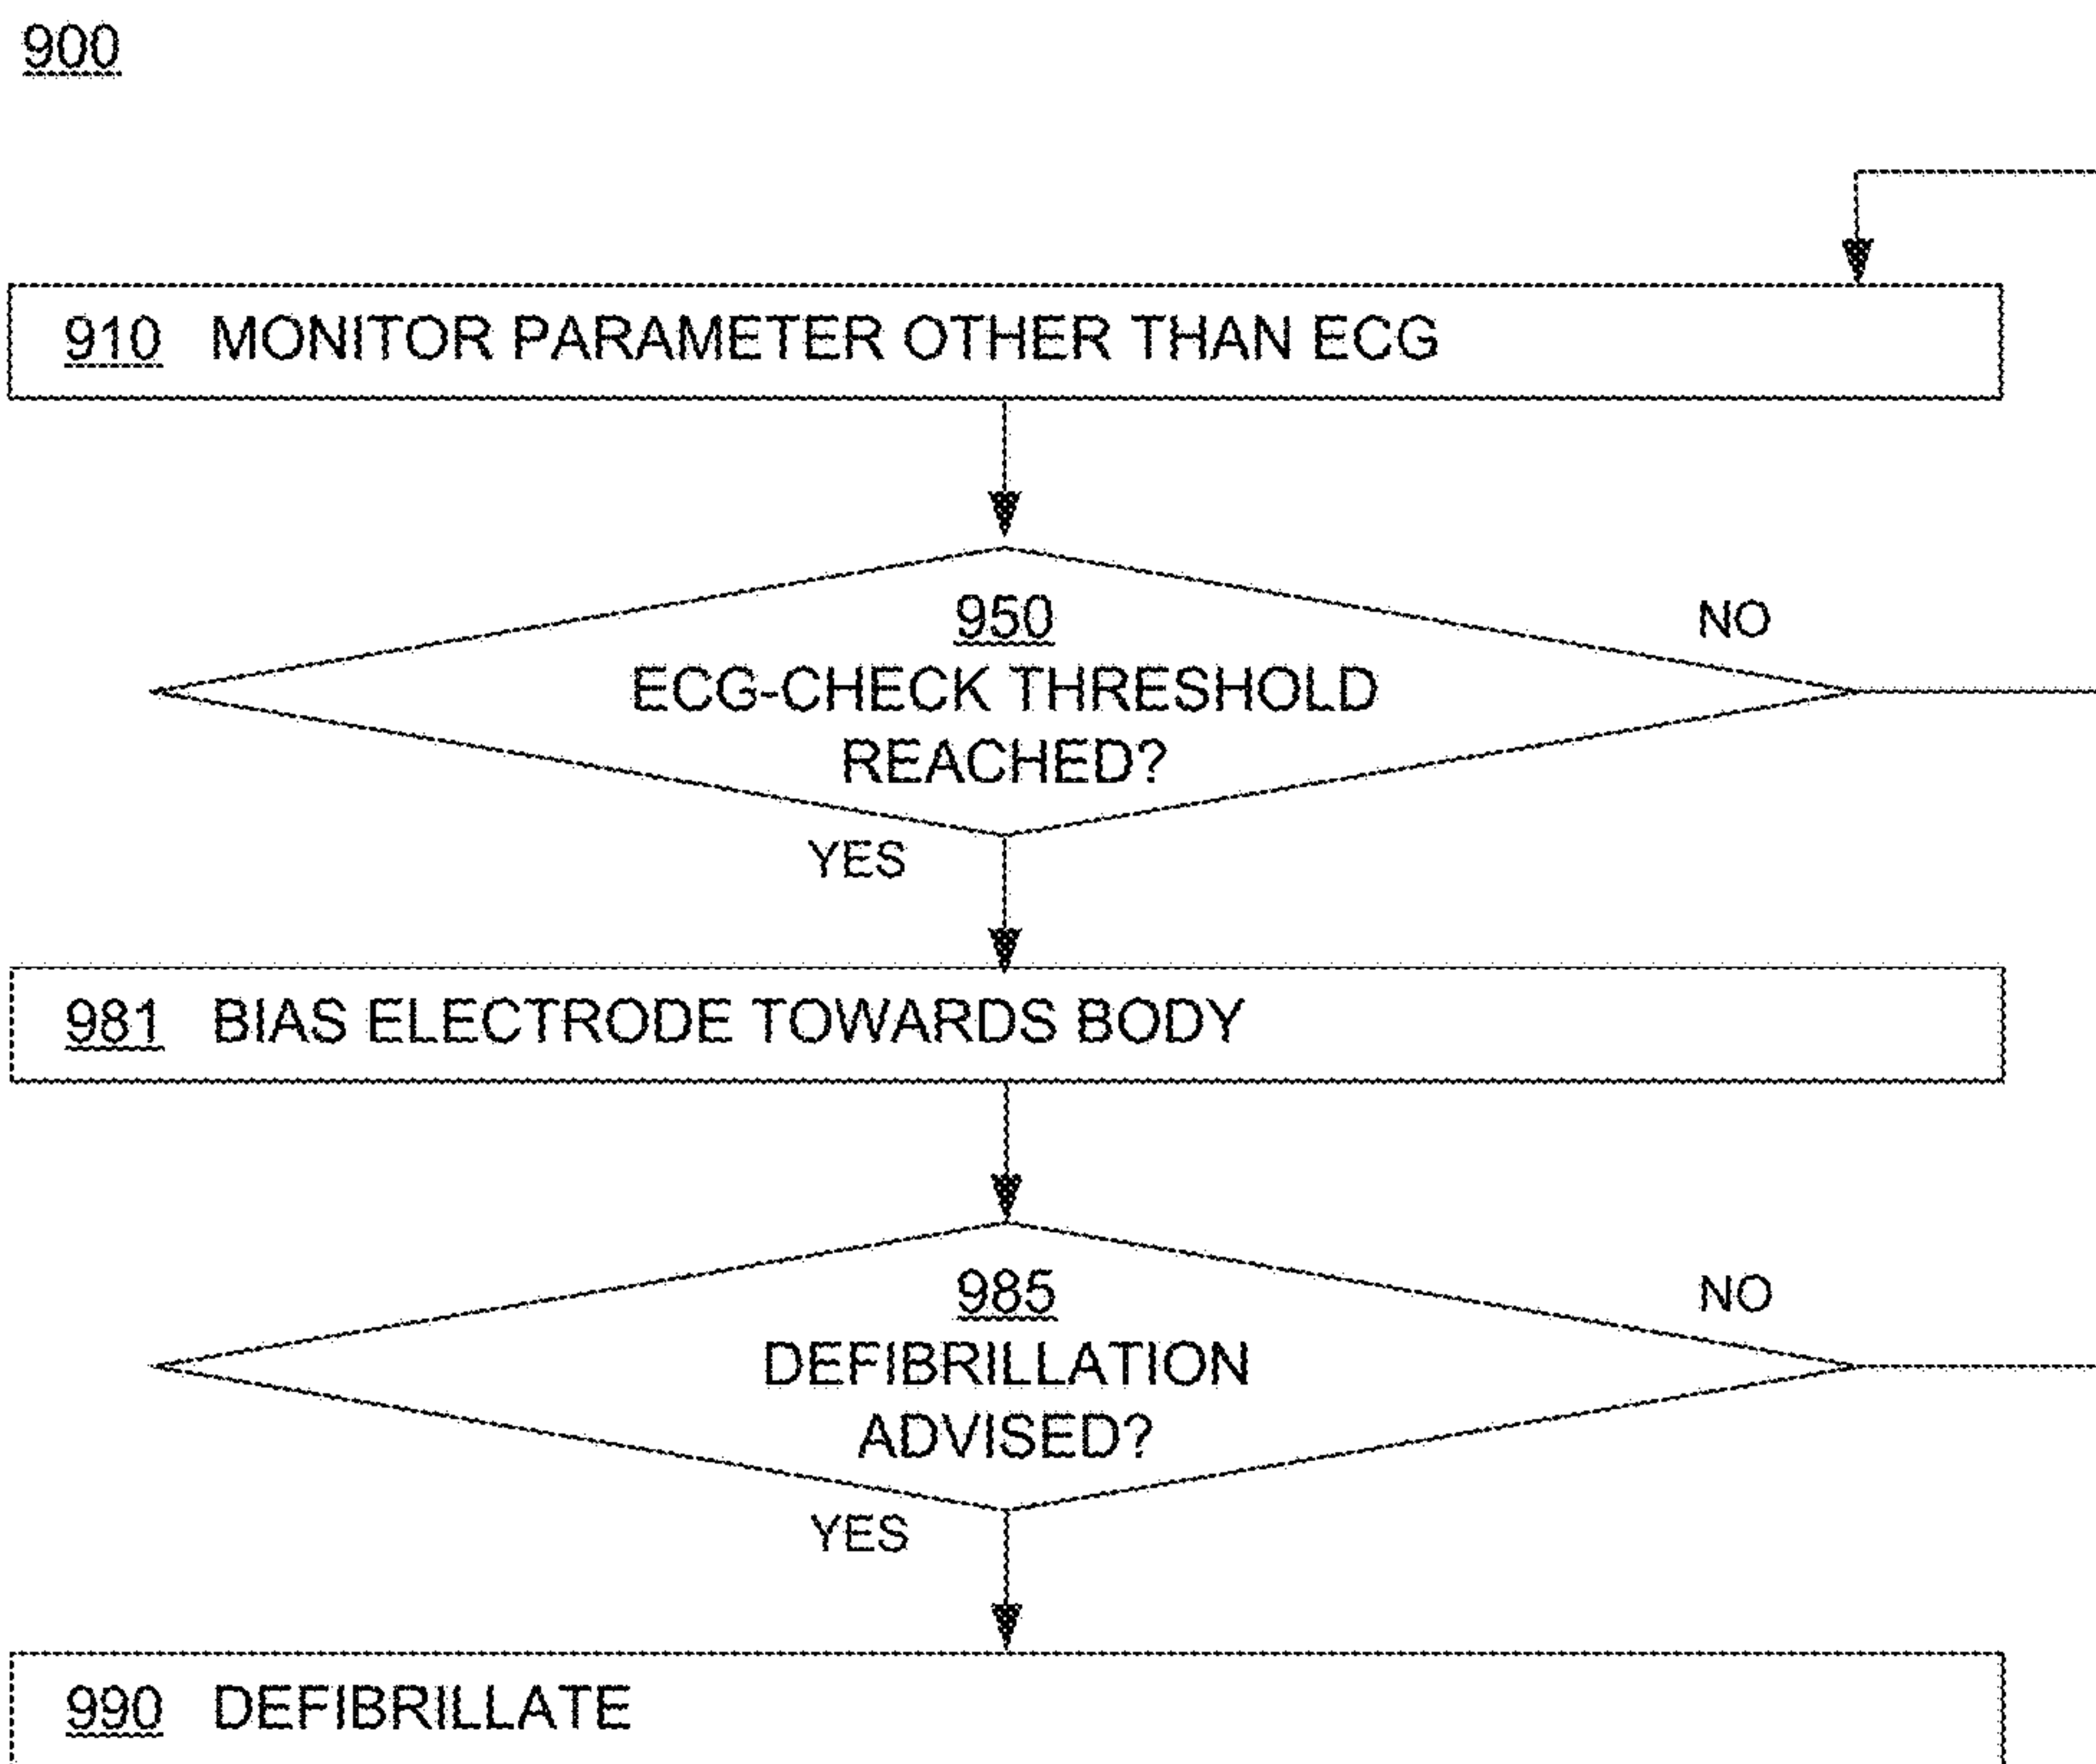 900
910 MONITOR PARAMETER OTHER THAN ECG
950
NO
ECG-CHECK THRESHOLD
REACHED?
YES
981 BIAS ELECTRODE TOWARDS BODY
985
NO
DEFIBRILLATION
ADVISED?
YES
990 DEFIBRILLATE